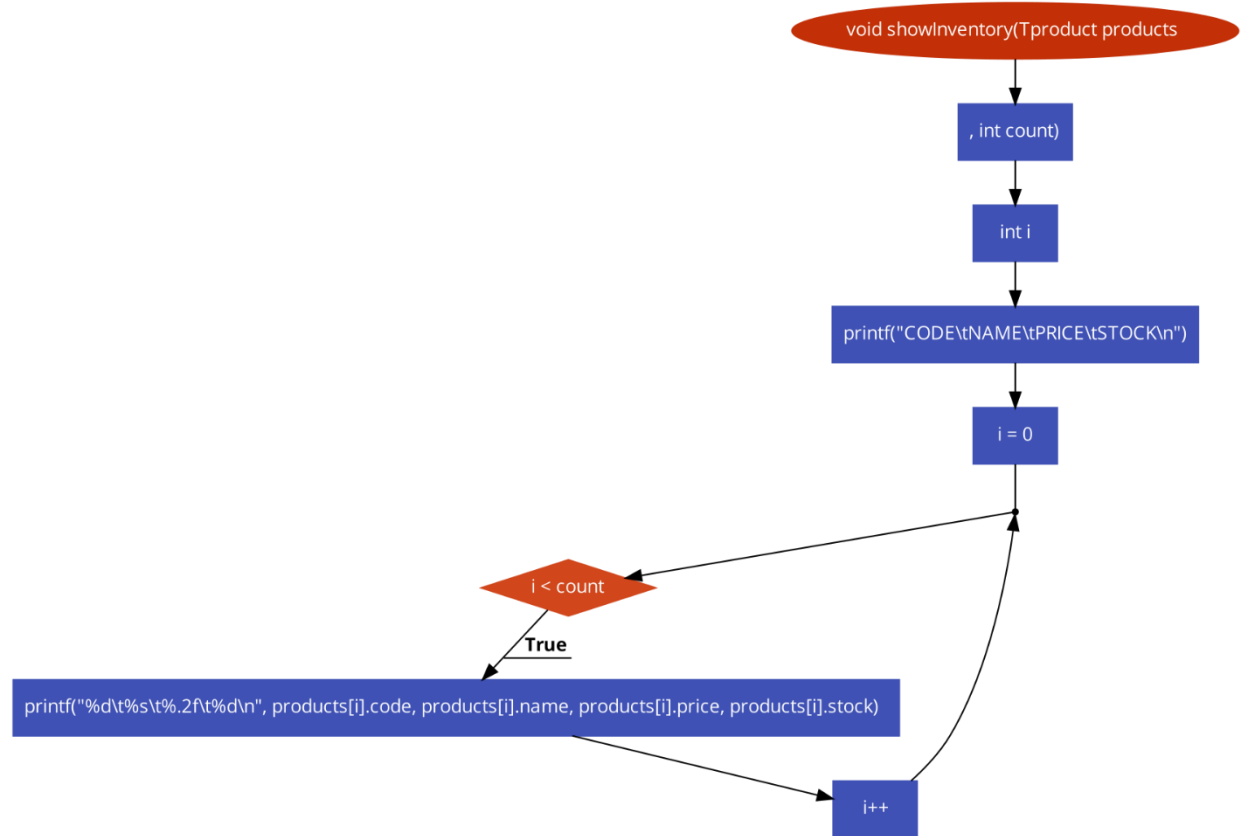 void showInventory(Tproduct products
, int count)
int i
printf("CODE\tNAME\tPRICE\tSTOCK\n")
i = 0
i < count
True
printf("%d\t%s\t%.2f\t%d\n", products[i].code, products[i].name, products[i].price, products[i].stock)
i++